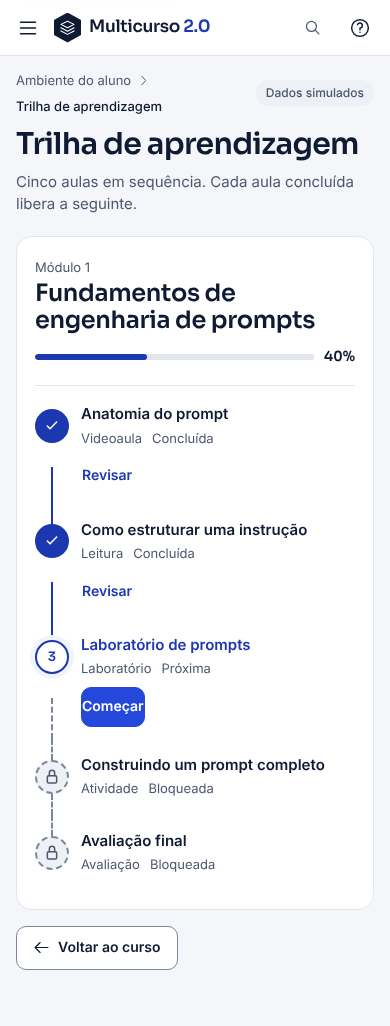 Multicurso 2.0
Ambiente do aluno
Dados simulados
Trilha de aprendizagem
Trilha de aprendizagem
Cinco aulas em sequência. Cada aula concluída
libera a seguinte.
Módulo 1
Fundamentos de
engenharia de prompts
40%
Anatomia do prompt
Videoaula Concluída
Revisar
Como estruturar uma instrução
Leitura Concluída
Revisar
3
Laboratório de prompts
Laboratório Próxima
Começar
Construindo um prompt completo
Atividade Bloqueada
Avaliação final
Avaliação Bloqueada
Voltar ao curso